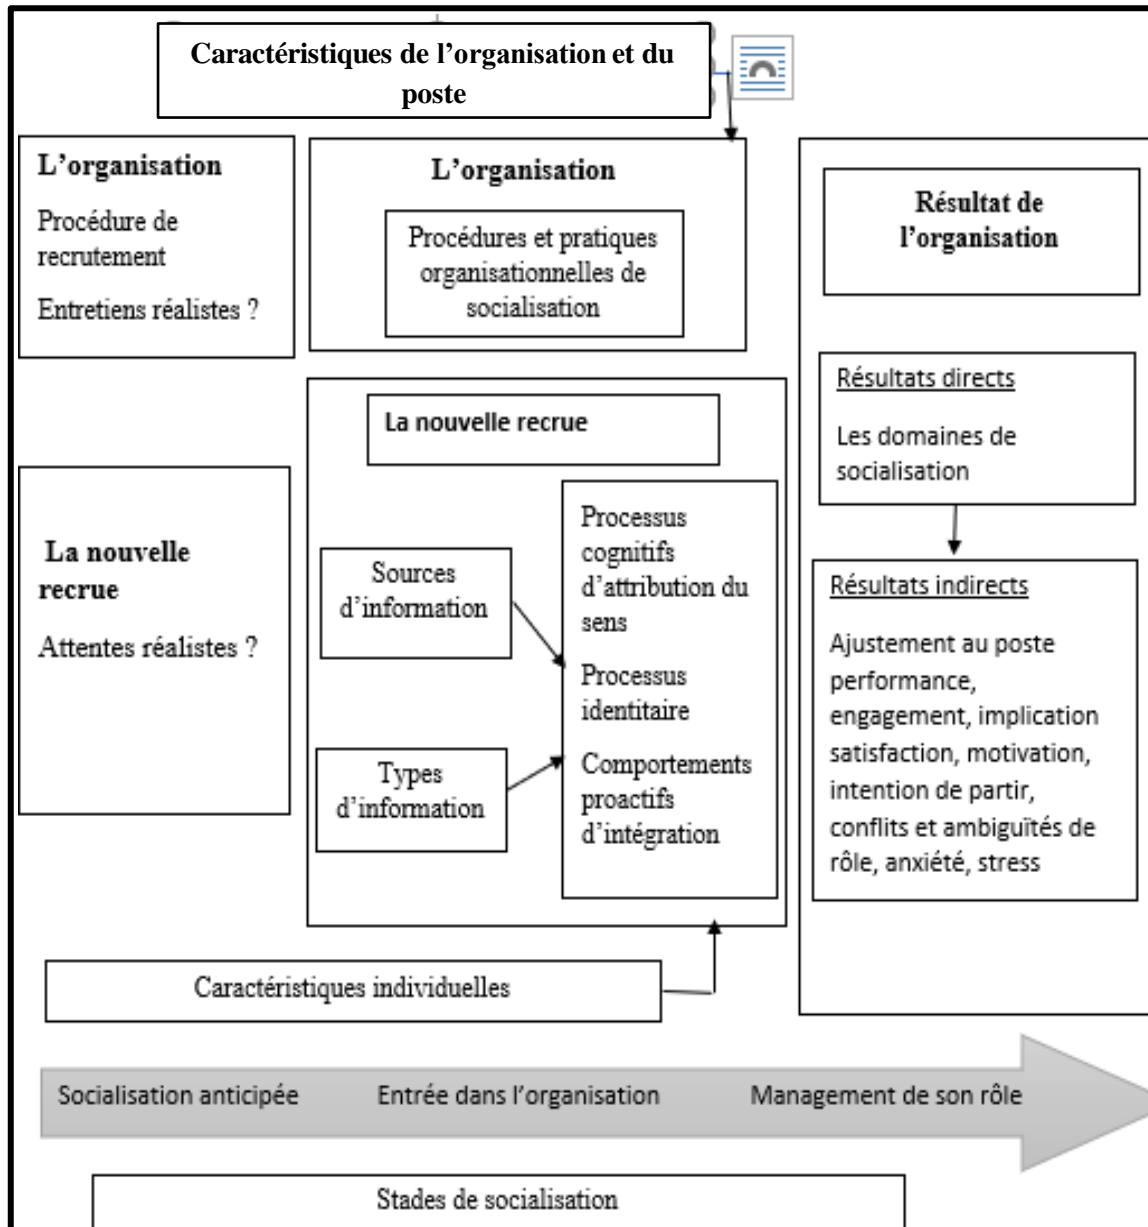 Caractéristiques de l’organisation et du
poste
L’organisation
Procédure de
recrutement
Entretiens réalistes ?
L’organisation
Procédures et pratiques
organisationnelles de
socialisation
Résultat de
l’organisation
La nouvelle
recrue
Attentes réalistes ?
La nouvelle recrue
Sources
d’information
Types
d’information
Processus
cognitifs
d’attribution du
sens
Processus
identitaire
Comportements
proactifs
d’intégration
Résultats directs
Les domaines de
socialisation
Résultats indirects
Ajustement au poste
performance,
engagement, implication
satisfaction, motivation,
intention de partir,
conflits et ambiguïtés de
rôle, anxiété, stress
Caractéristiques individuelles
Socialisation anticipée
Entrée dans l’organisation
Management de son rôle
Stades de socialisation